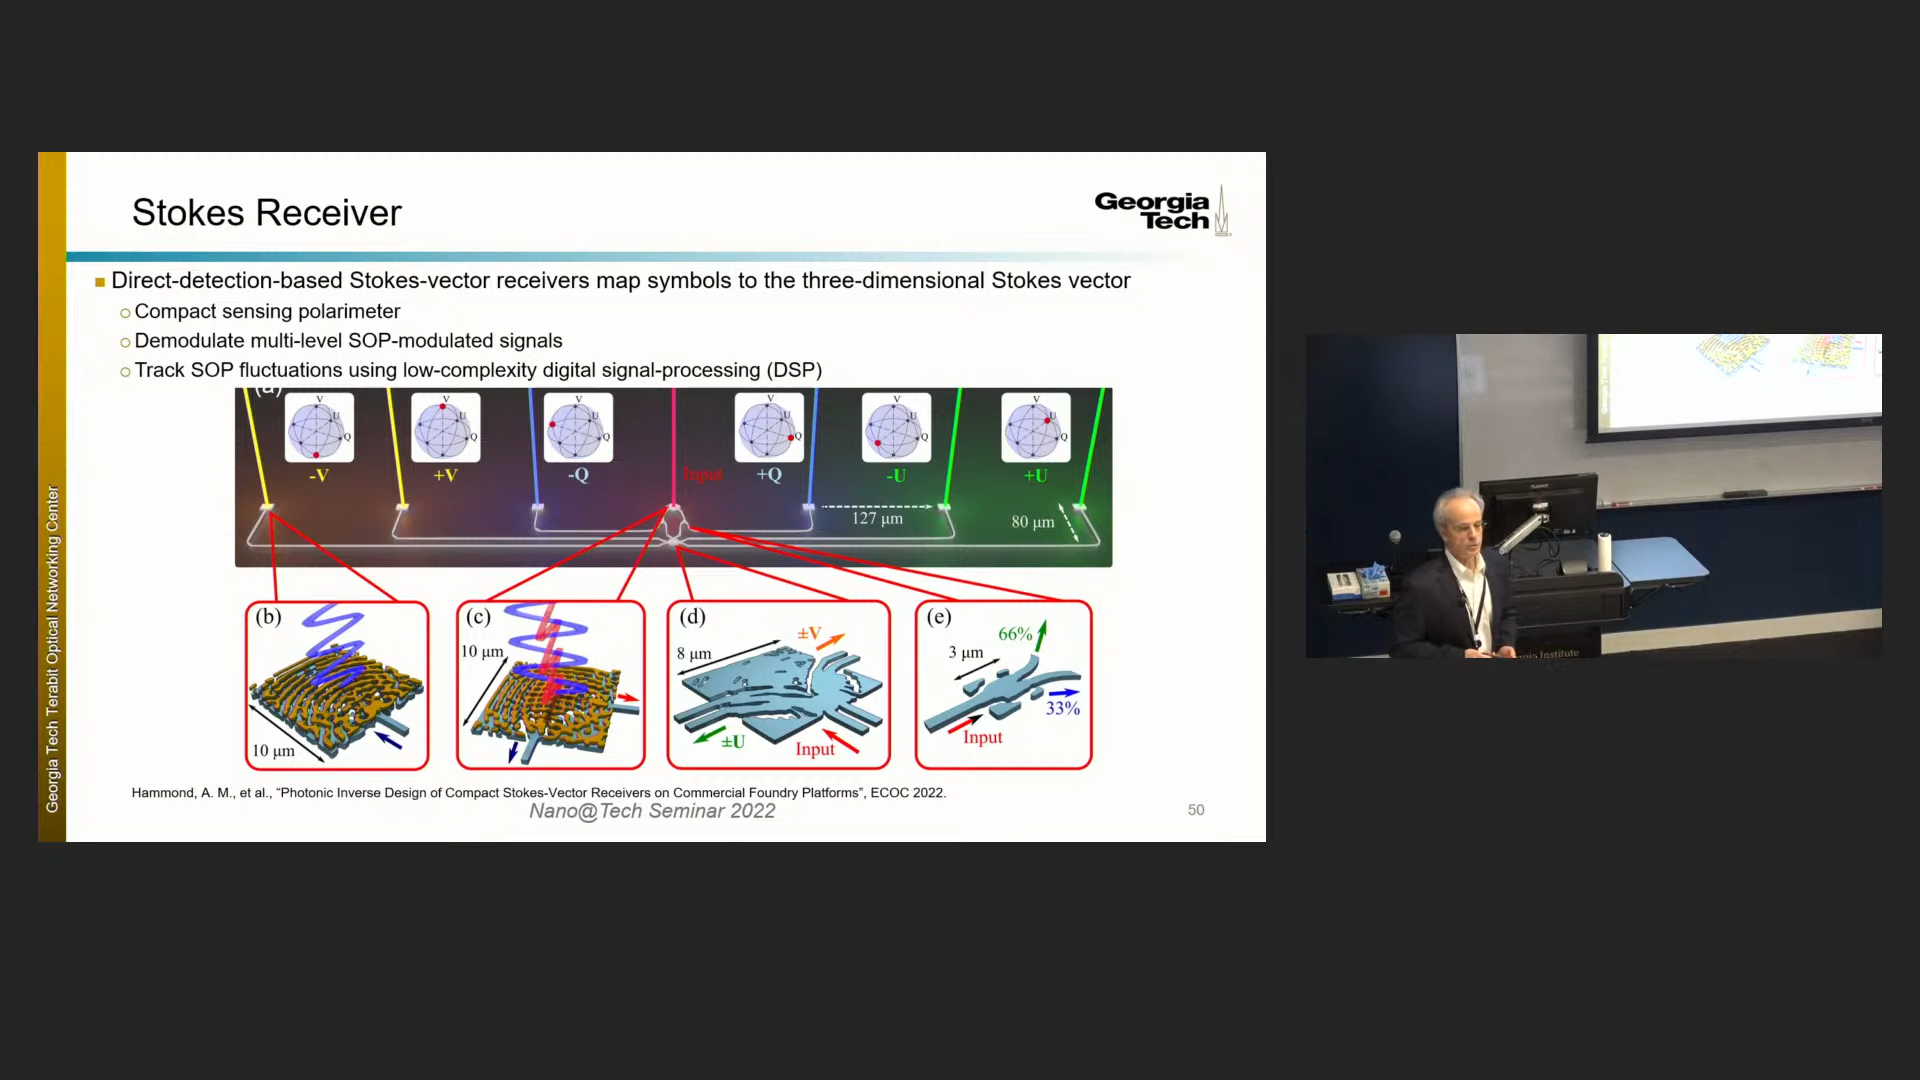 Stokes Receiver
Georgia
Tech
Direct-detection-based Stokes-vector receivers map symbols to the three-dimensional Stokes vector
Compact sensing polarimeter
Demodulate multi-level SOP-modulated signals
Track SOP fluctuations using low-complexity digital signal-processing (DSP)
(a)
V U Q
V U Q
V U Q
V U Q
V U Q
V U Q
-V +V -Q Input +Q -U +U
127 μm
80 μm
(b)
10 μm
(c)
10 μm
(d)
8 μm
±V
±U
Input
(e)
66%
3 μm
33%
Input
Hammond, A. M., et al., “Photonic Inverse Design of Compact Stokes-Vector Receivers on Commercial Foundry Platforms”, ECOC 2022.
Nano@Tech Seminar 2022
50
Georgia Tech Terabit Optical Networking Center
Institute